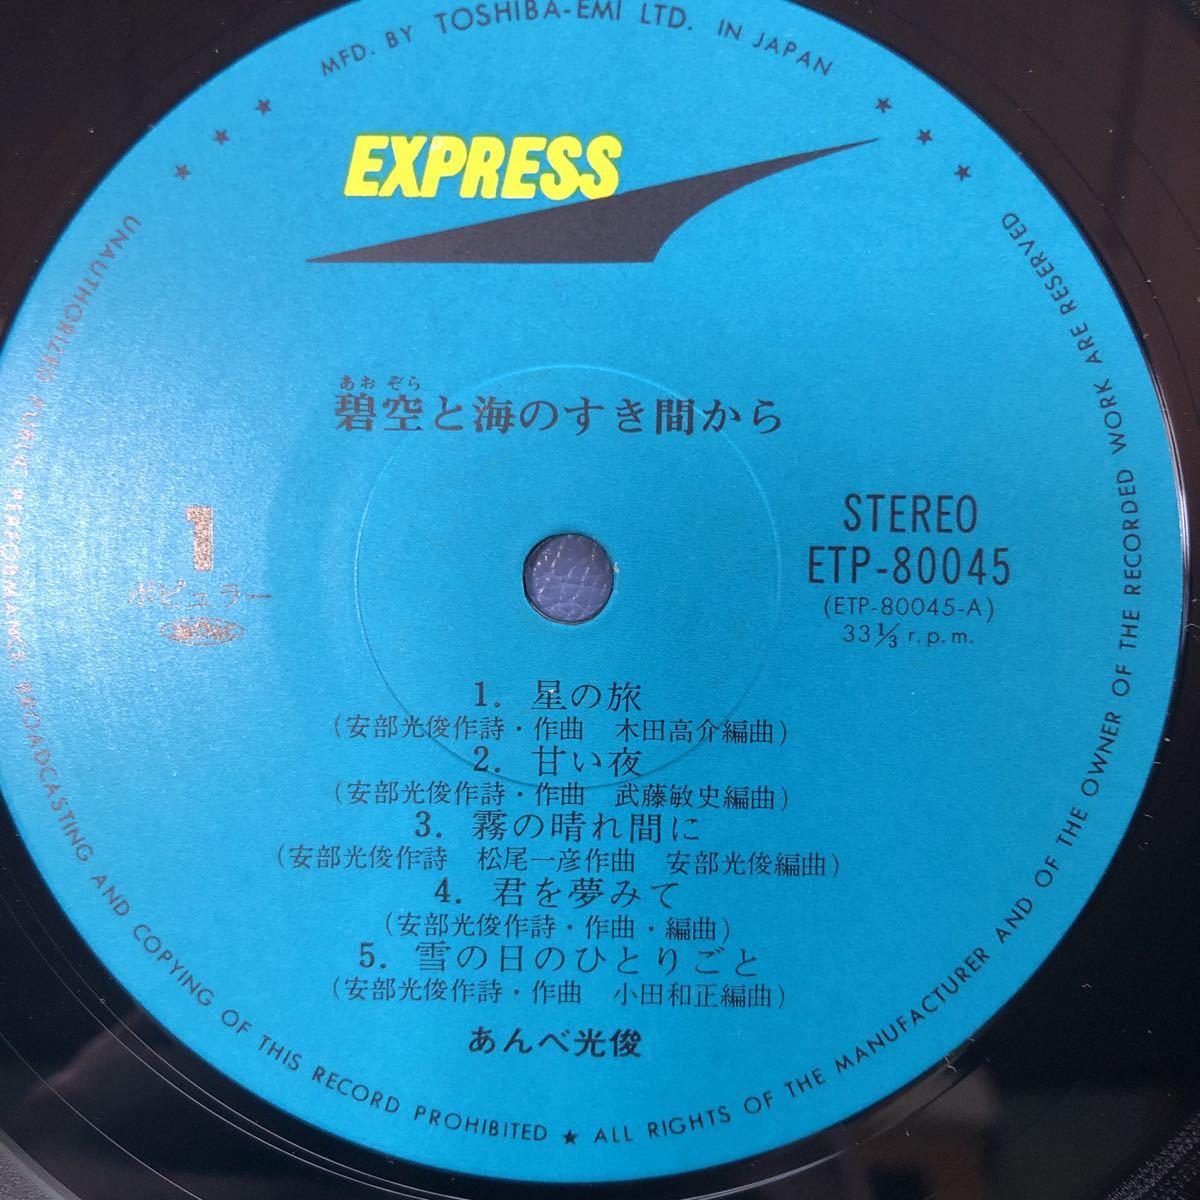 MFD. BY TOSHIBA-EMI LTD. IN JAPAN
EXPRESS
あおぞら
碧空と海のすき間から
1
ポピュラー
STEREO
ETP-80045
(ETP-80045-A)
33 1/3 r.p.m.
1. 星の旅
(安部光俊作詩・作曲 木田高介編曲)
2. 甘い夜
(安部光俊作詩・作曲 武藤敏史編曲)
3. 霧の晴れ間に
(安部光俊作詩 松尾一彦作曲 安部光俊編曲)
4. 君を夢みて
(安部光俊作詩・作曲・編曲)
5. 雪の日のひとりごと
(安部光俊作詩・作曲 小田和正編曲)
あんべ光俊
UNAUTHORIZED PUBLIC PERFORMANCE, BROADCASTING AND COPYING OF THIS RECORD PROHIBITED ★ ALL RIGHTS OF THE MANUFACTURER AND OF THE OWNER OF THE RECORDED WORK ARE RESERVED